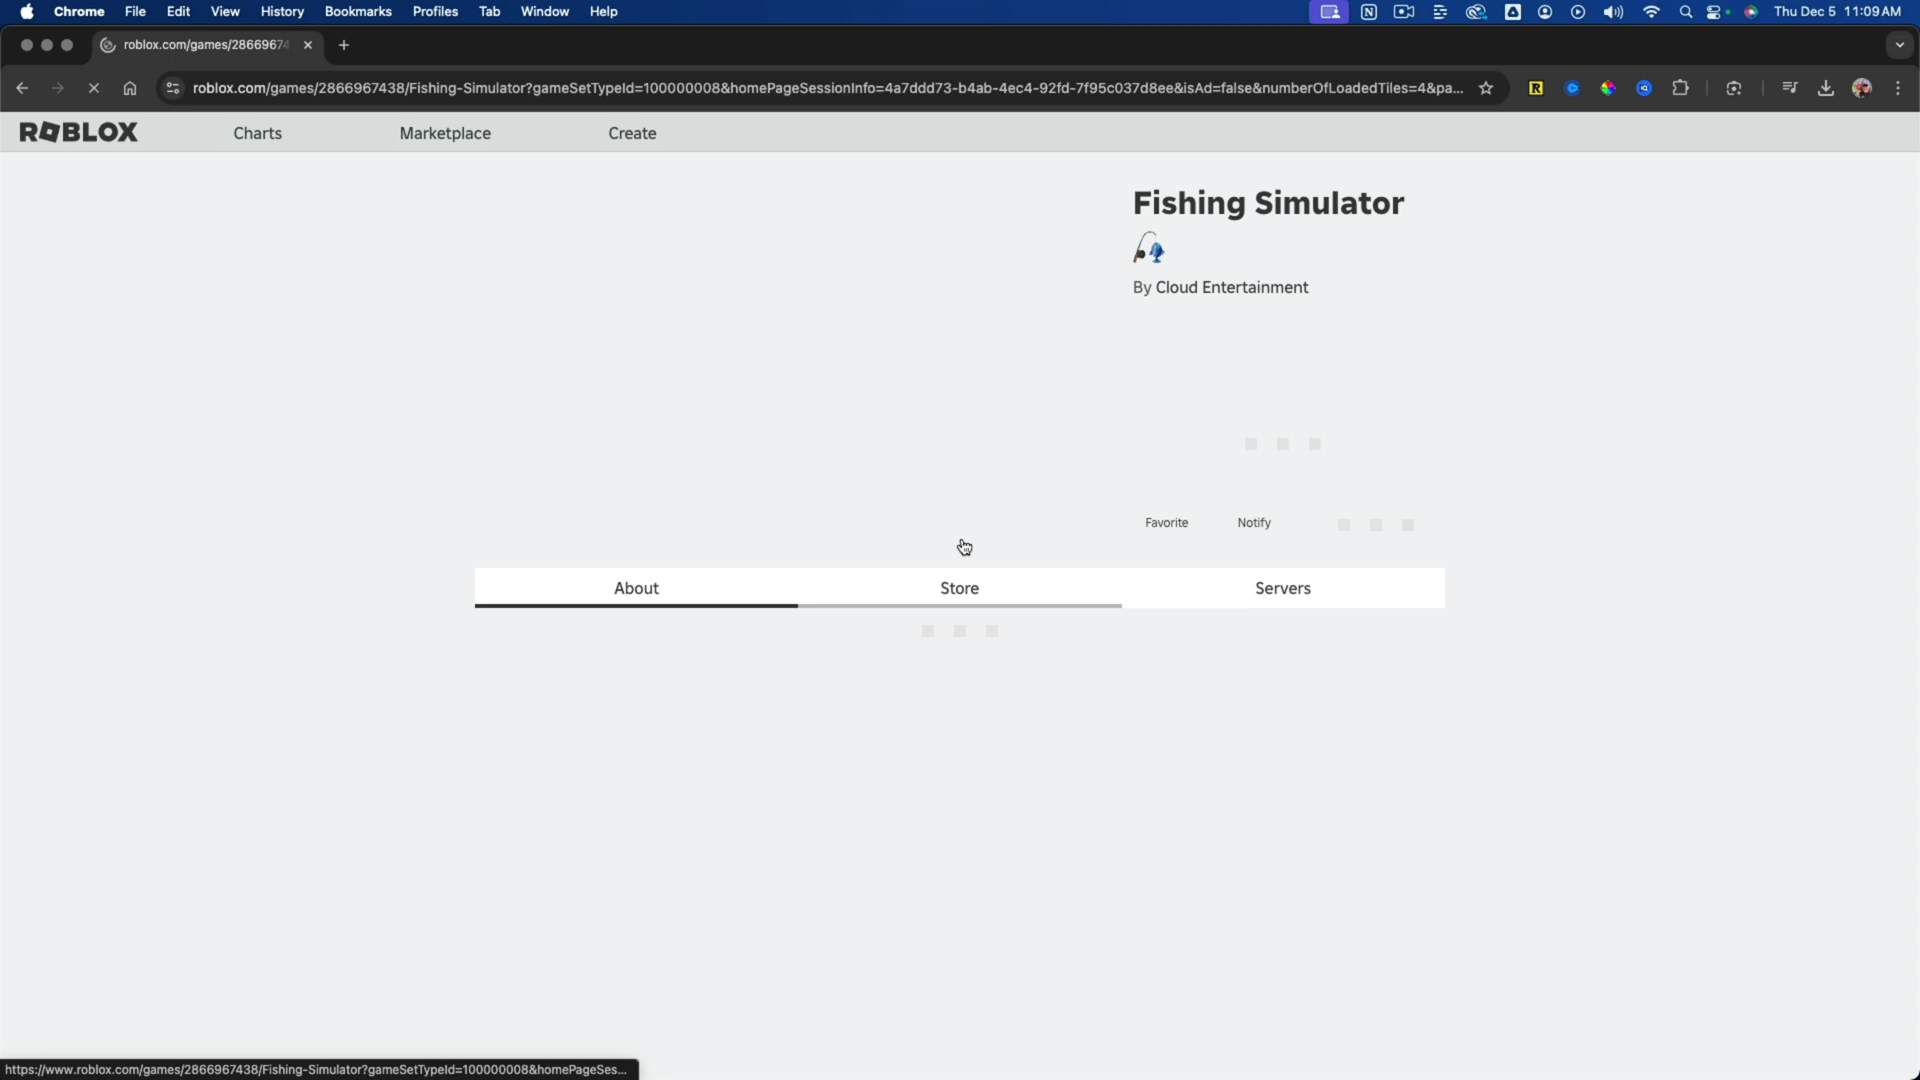 Chrome File Edit View History Bookmarks Profiles Tab Window Help Thu Dec 5 11:09 AM
roblox.com/games/28669674
roblox.com/games/2866967438/Fishing-Simulator?gameSetTypeId=100000008&homePageSessionInfo=4a7ddd73-b4ab-4ec4-92fd-7f95c037d8ee&isAd=false&numberOfLoadedTiles=4&pa...
ROBLOX Charts Marketplace Create
Fishing Simulator
🎣
By Cloud Entertainment
Favorite Notify
About Store Servers
https://www.roblox.com/games/2866967438/Fishing-Simulator?gameSetTypeId=100000008&homePageSes...